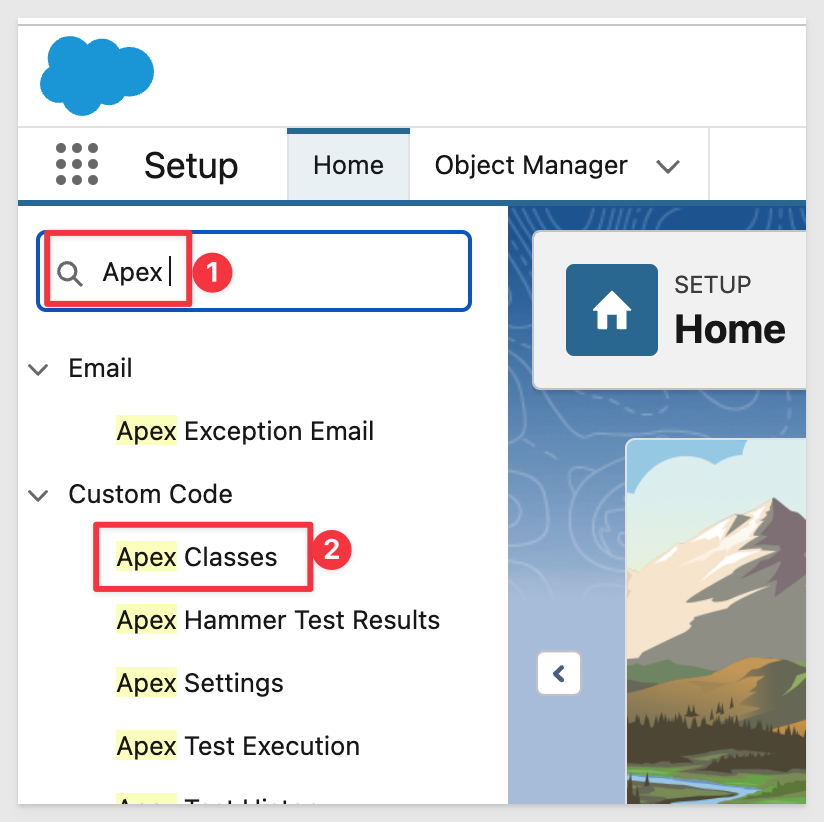 Setup
Home
Object Manager
Apex
1
SETUP
Home
Email
Apex Exception Email
Custom Code
Apex Classes
2
Apex Hammer Test Results
Apex Settings
Apex Test Execution